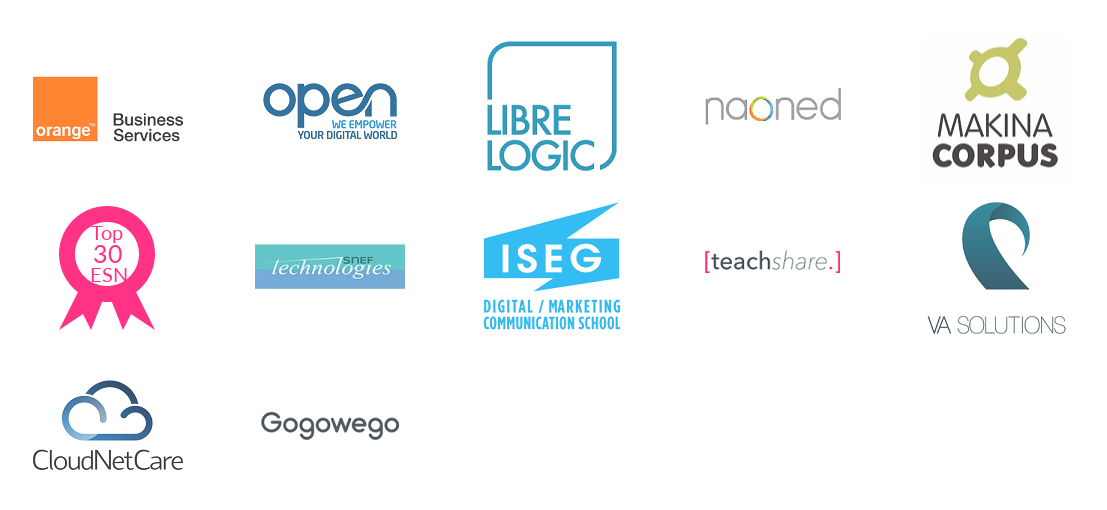 orange™
Business
Services
open
WE EMPOWER
YOUR DIGITAL WORLD
LIBRE
LOGIC
naoned
MAKINA
CORPUS
Top
30
ESN
SNEF
technologies
ISEG
DIGITAL / MARKETING
COMMUNICATION SCHOOL
[teachshare.]
VA SOLUTIONS
CloudNetCare
Gogowego